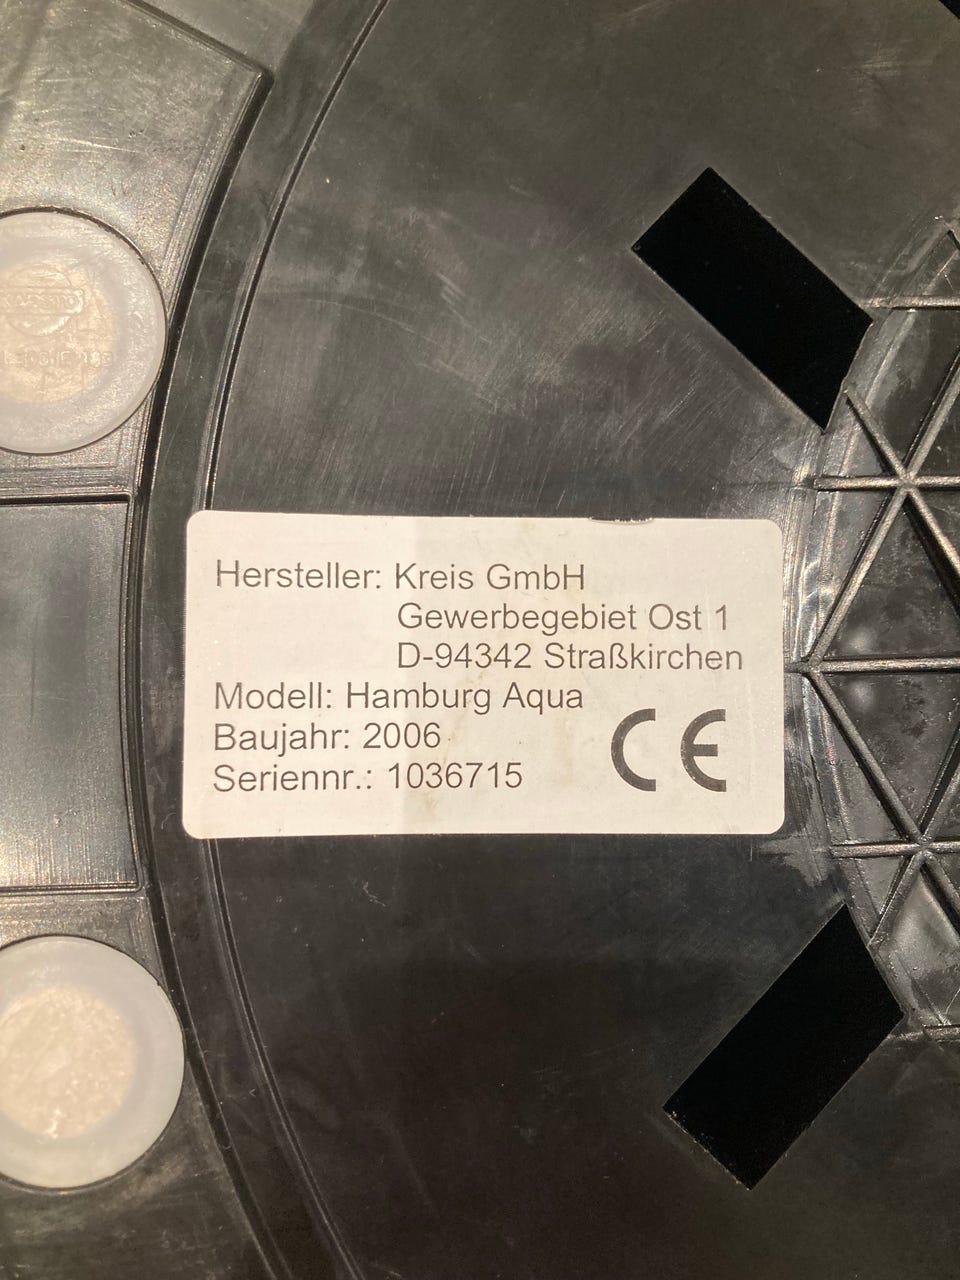 Hersteller: Kreis GmbH
Gewerbegebiet Ost 1
D-94342 Straßkirchen
Modell: Hamburg Aqua
Baujahr: 2006
Seriennr.: 1036715
CE